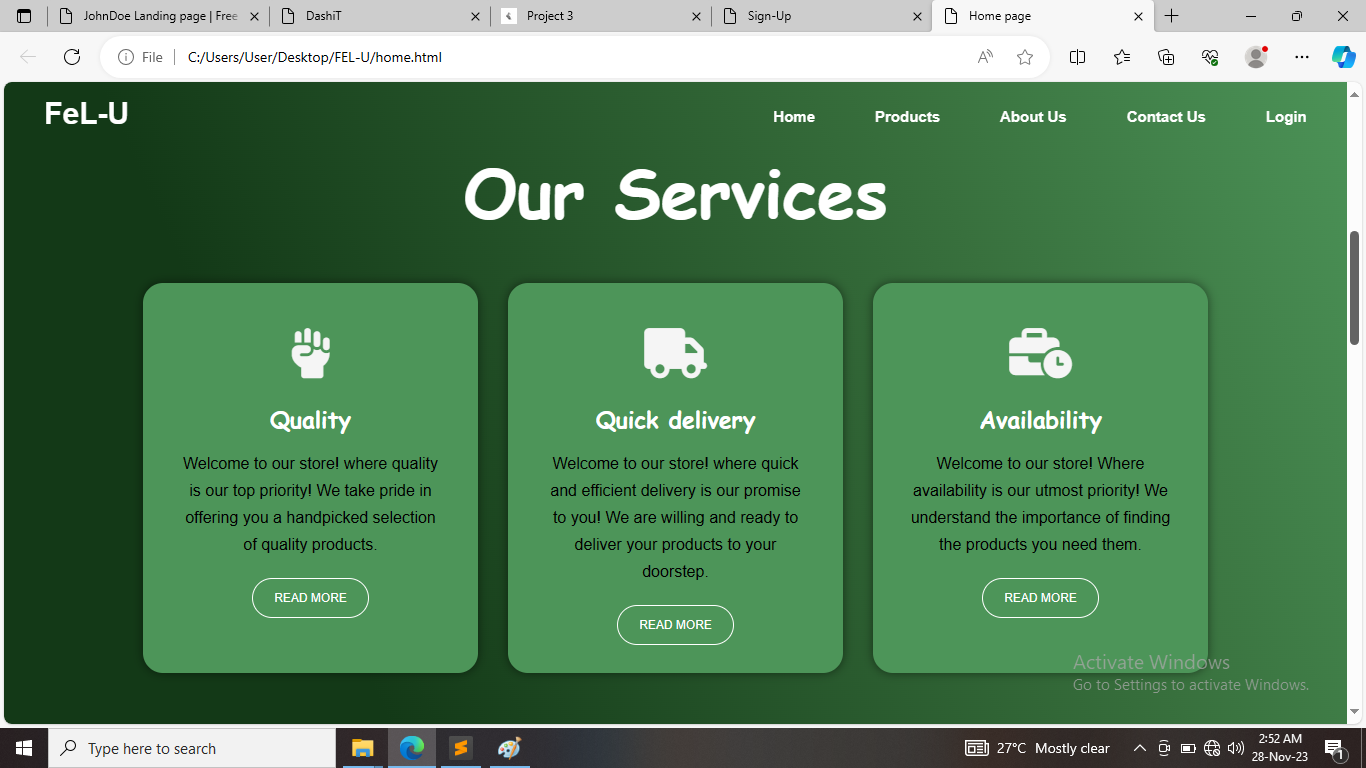 JohnDoe Landing page | Free
DashiT
Project 3
Sign-Up
Home page
File
C:/Users/User/Desktop/FEL-U/home.html
FeL-U
Home
Products
About Us
Contact Us
Login
Our Services
Quality
Welcome to our store! where quality
is our top priority! We take pride in
offering you a handpicked selection
of quality products.
READ MORE
Quick delivery
Welcome to our store! where quick
and efficient delivery is our promise
to you! We are willing and ready to
deliver your products to your
doorstep.
READ MORE
Availability
Welcome to our store! Where
availability is our utmost priority! We
understand the importance of finding
the products you need them.
READ MORE
Activate Windows
Go to Settings to activate Windows.
Type here to search
27°C Mostly clear
2:52 AM
28-Nov-23
1